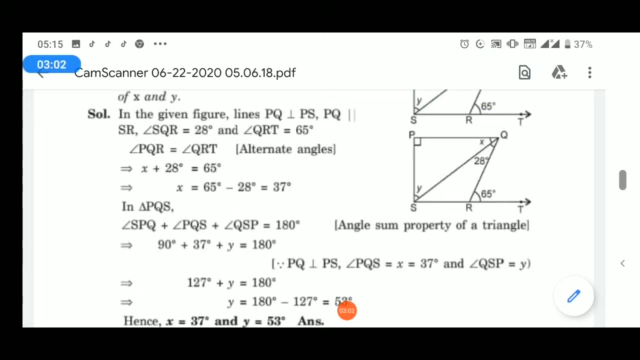 05:15 37%
03:02 CamScanner 06-22-2020 05.06.18.pdf
of x and y.
S R T y 65°
Sol. In the given figure, lines PQ ⊥ PS, PQ ||
SR, ∠SQR = 28° and ∠QRT = 65°
P Q x
∠PQR = ∠QRT [Alternate angles]
28°
⇒ x + 28° = 65°
⇒ x = 65° – 28° = 37°
y 65°
In ΔPQS,
S R T
∠SPQ + ∠PQS + ∠QSP = 180° [Angle sum property of a triangle]
⇒ 90° + 37° + y = 180°
[∵ PQ ⊥ PS, ∠PQS = x = 37° and ∠QSP = y]
⇒ 127° + y = 180°
⇒ y = 180° – 127° = 53°
03:02
Hence, x = 37° and y = 53° Ans.